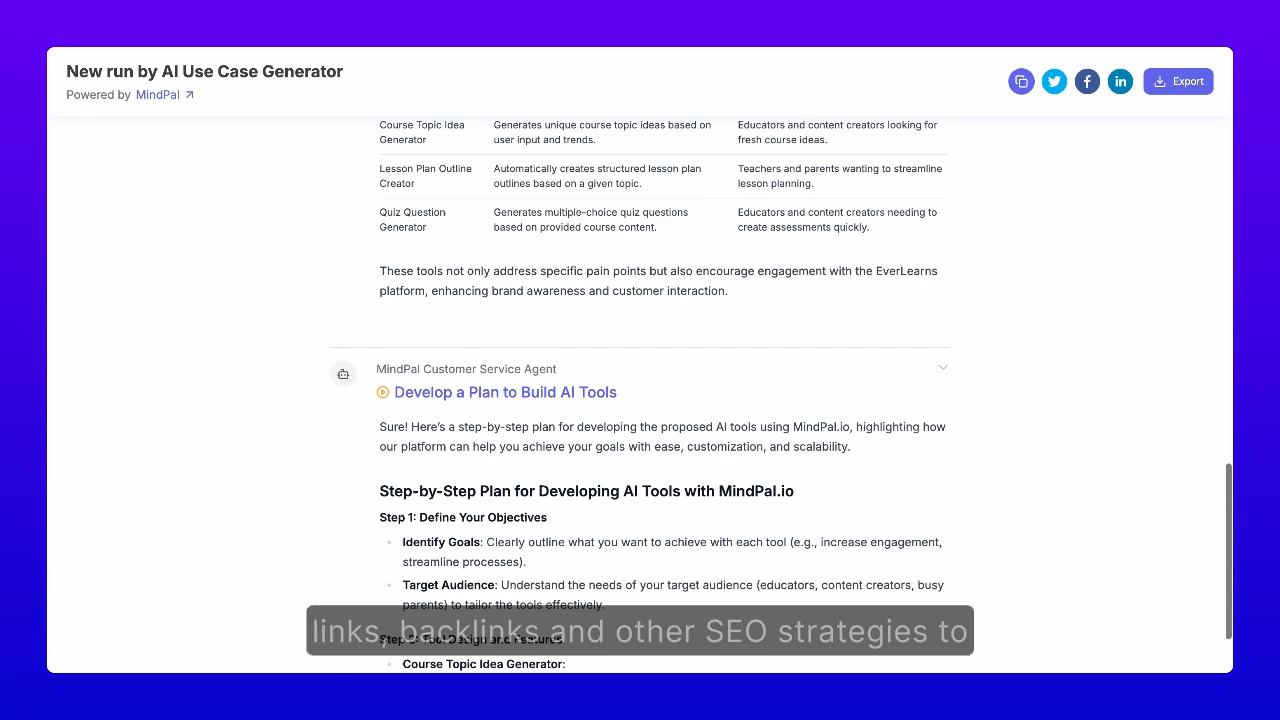 New run by AI Use Case Generator
Powered by MindPal
Export
Course Topic Idea Generator
Generates unique course topic ideas based on user input and trends.
Educators and content creators looking for fresh course ideas.
Lesson Plan Outline Creator
Automatically creates structured lesson plan outlines based on a given topic.
Teachers and parents wanting to streamline lesson planning.
Quiz Question Generator
Generates multiple-choice quiz questions based on provided course content.
Educators and content creators needing to create assessments quickly.
These tools not only address specific pain points but also encourage engagement with the EverLearns
platform, enhancing brand awareness and customer interaction.
MindPal Customer Service Agent
Develop a Plan to Build AI Tools
Sure! Here's a step-by-step plan for developing the proposed AI tools using MindPal.io, highlighting how
our platform can help you achieve your goals with ease, customization, and scalability.
Step-by-Step Plan for Developing AI Tools with MindPal.io
Step 1: Define Your Objectives
Identify Goals: Clearly outline what you want to achieve with each tool (e.g., increase engagement,
streamline processes).
Target Audience: Understand the needs of your target audience (educators, content creators, busy
parents) to tailor the tools effectively.
links, backlinks and other SEO strategies to
Step 2: Tool Design and Features
Course Topic Idea Generator: